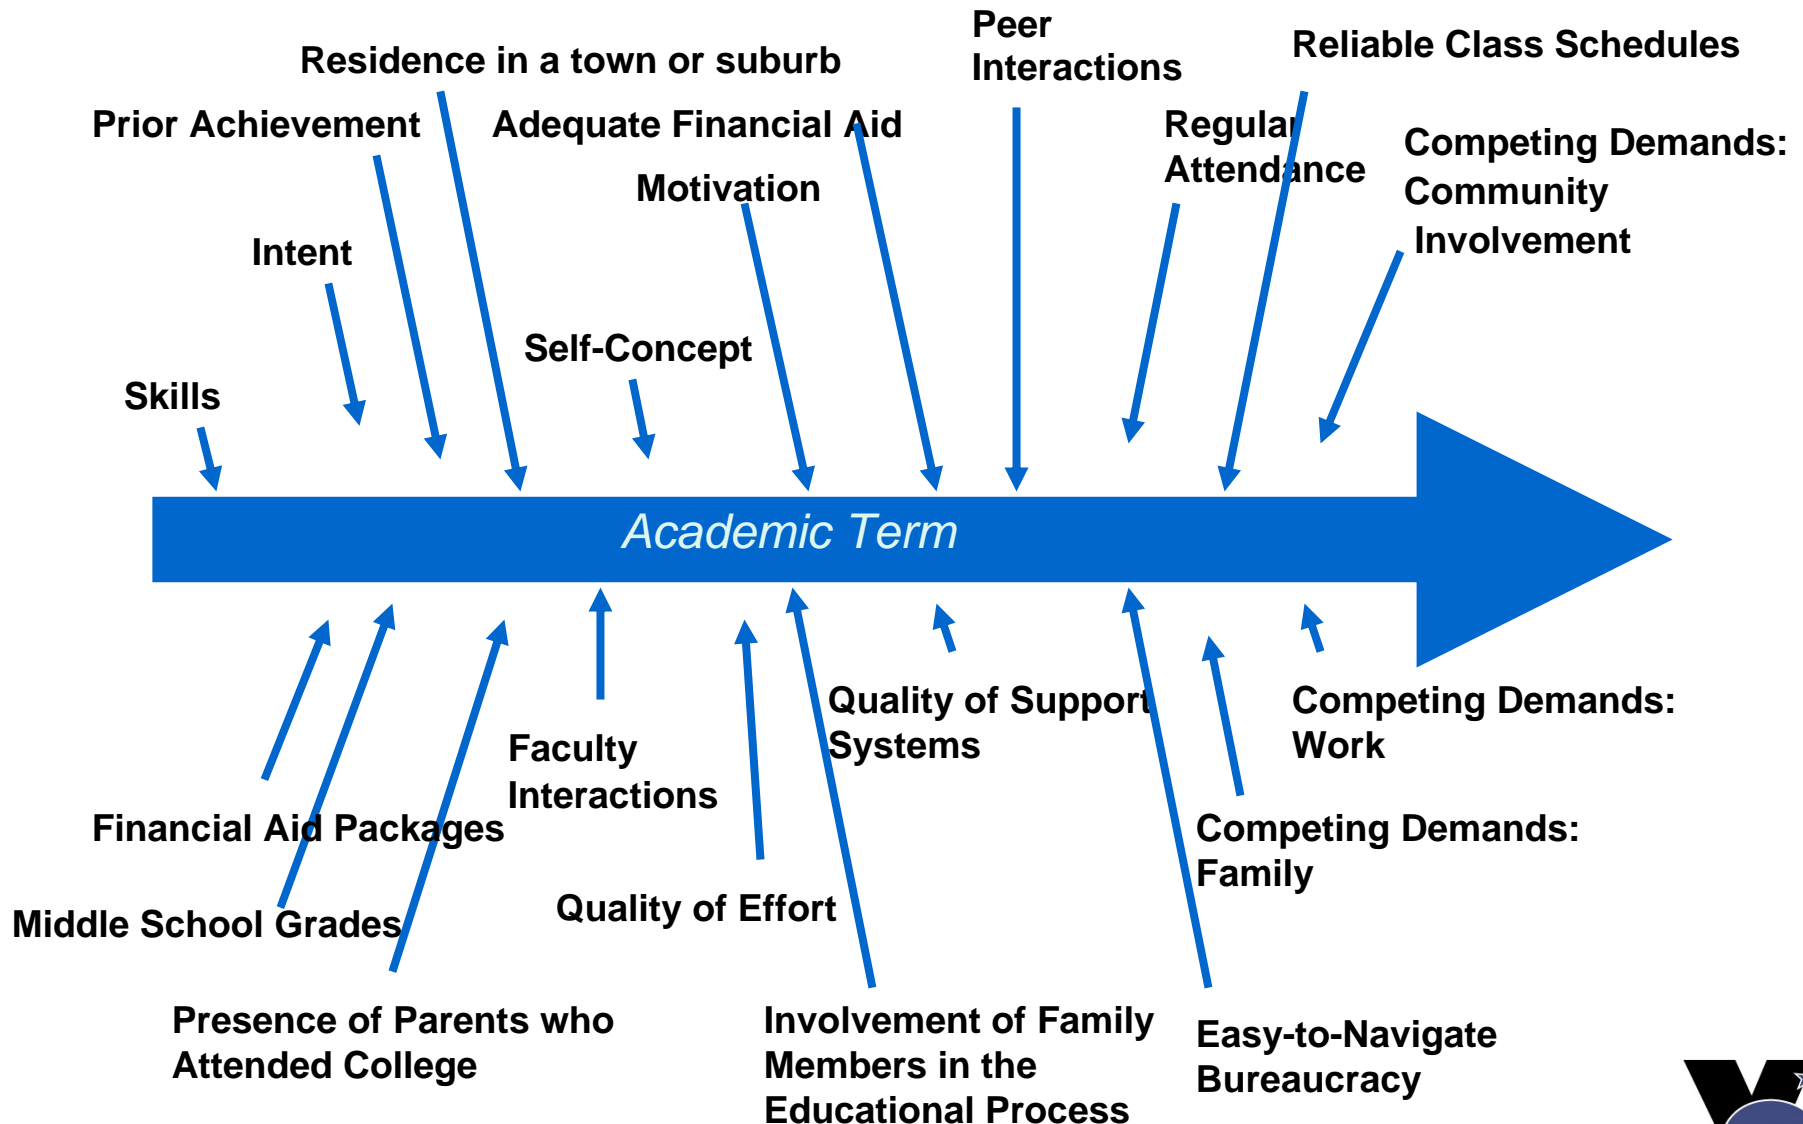 Peer
Interactions
Reliable Class Schedules
Residence in a town or suburb
Prior Achievement
Adequate Financial Aid
Regular
Attendance
Competing Demands:
Community
Involvement
Motivation
Intent
Self-Concept
Skills
Academic Term
Quality of Support
Systems
Competing Demands:
Work
Faculty
Interactions
Financial Aid Packages
Competing Demands:
Family
Quality of Effort
Middle School Grades
Presence of Parents who
Attended College
Involvement of Family
Members in the
Educational Process
Easy-to-Navigate
Bureaucracy